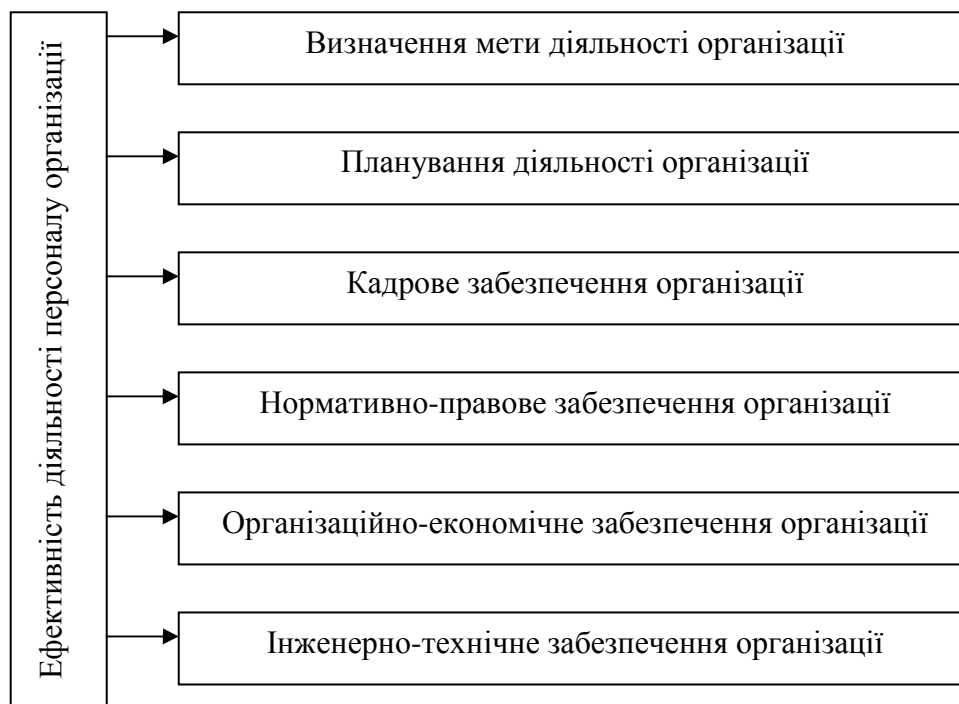 Ефективність діяльності персоналу організації
Визначення мети діяльності організації
Планування діяльності організації
Кадрове забезпечення організації
Нормативно-правове забезпечення організації
Організаційно-економічне забезпечення організації
Інженерно-технічне забезпечення організації